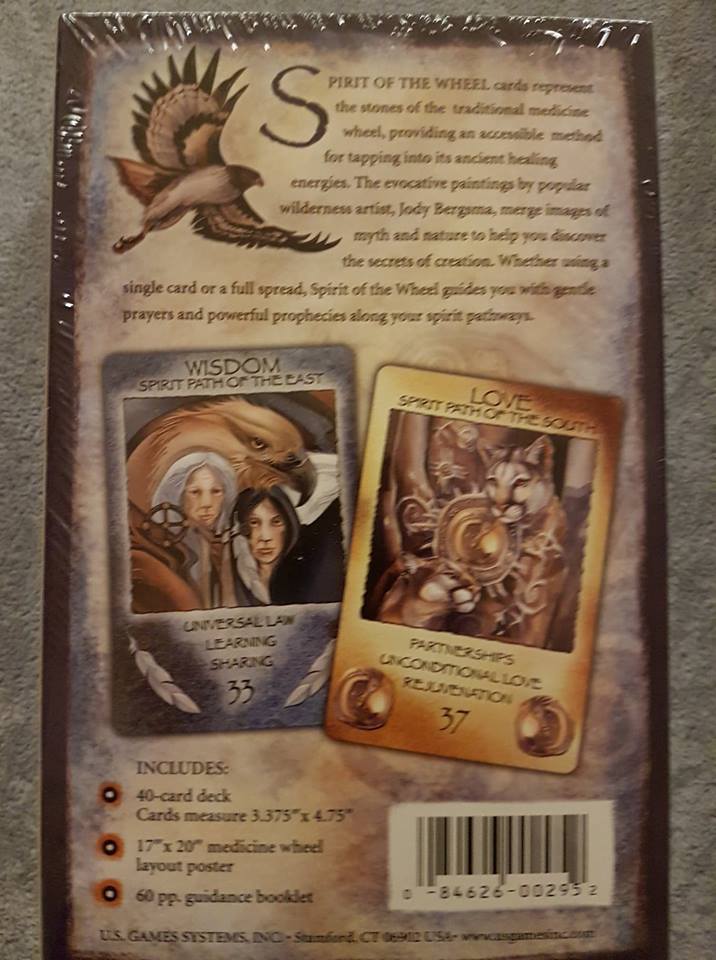 SPIRIT OF THE WHEEL cards represent
the stones of the traditional medicine
wheel, providing an accessible method
for tapping into its ancient healing
energies. The evocative paintings by popular
wilderness artist, Jody Bergsma, merge images of
myth and nature to help you discover
the secrets of creation. Whether using a
single card or a full spread, Spirit of the Wheel guides you with gentle
prayers and powerful prophecies along your spirit pathways.
WISDOM
SPIRIT PATH OF THE EAST
UNIVERSAL LAW
LEARNING
SHARING
33
LOVE
SPIRIT PATH OF THE SOUTH
PARTNERSHIPS
UNCONDITIONAL LOVE
REJUVENATION
37
INCLUDES:
40-card deck
Cards measure 3.375" x 4.75"
17" x 20" medicine wheel
layout poster
60 pp. guidance booklet
0 -84626-00295 2
U.S. GAMES SYSTEMS, INC. • Stamford, CT 06902 USA • www.usgamesinc.com